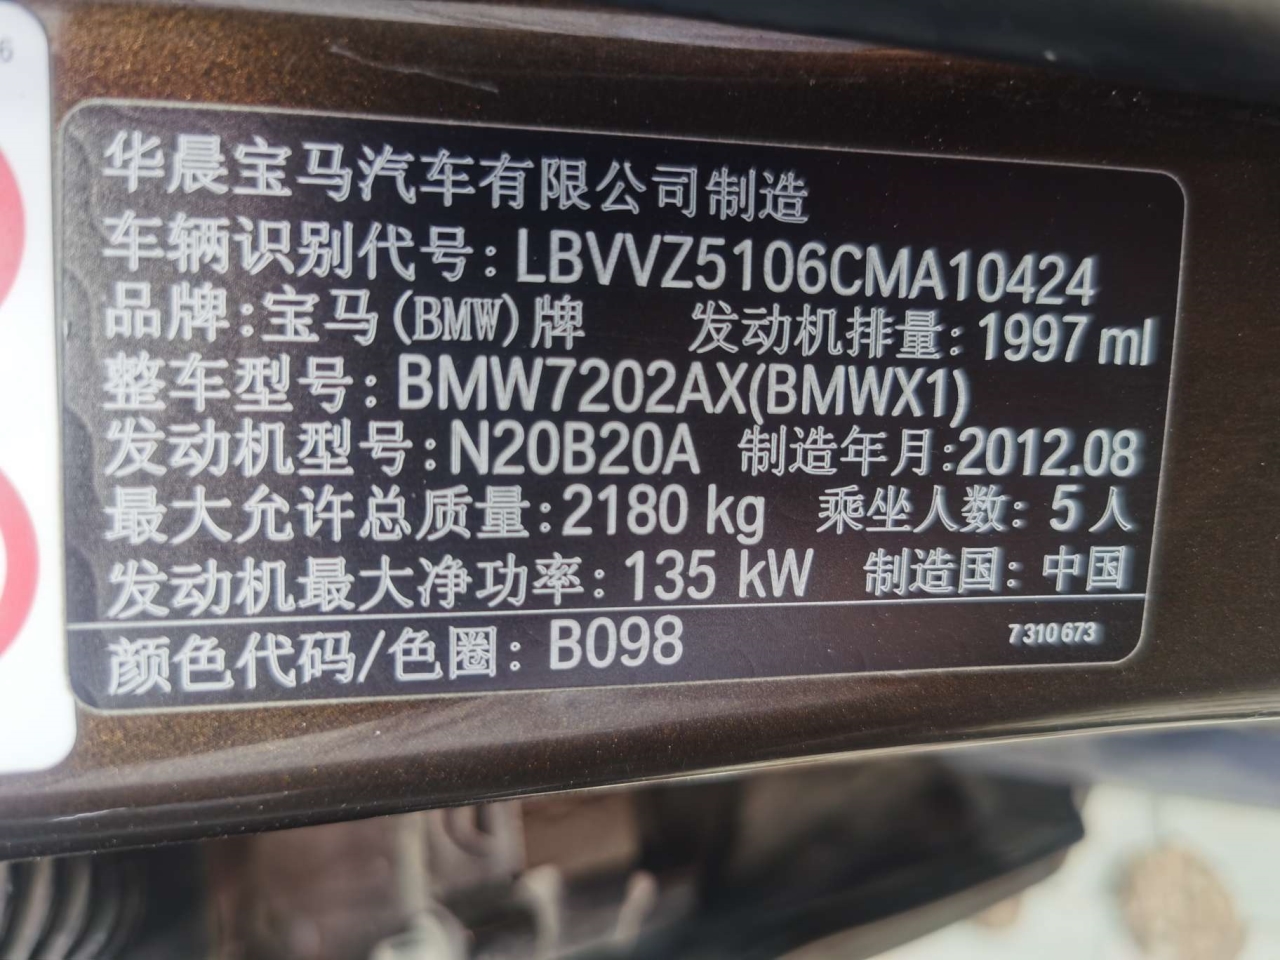 6
华晨宝马汽车有限公司制造
车辆识别代号:LBVVZ5106CMA10424
品牌:宝马(BMW)牌 发动机排量:1997 ml
整车型号:BMW7202AX(BMWX1)
发动机型号:N20B20A 制造年月:2012.08
最大允许总质量:2180 kg 乘坐人数:5人
发动机最大净功率:135 kW 制造国:中国
颜色代码/色圈:B098 7310673